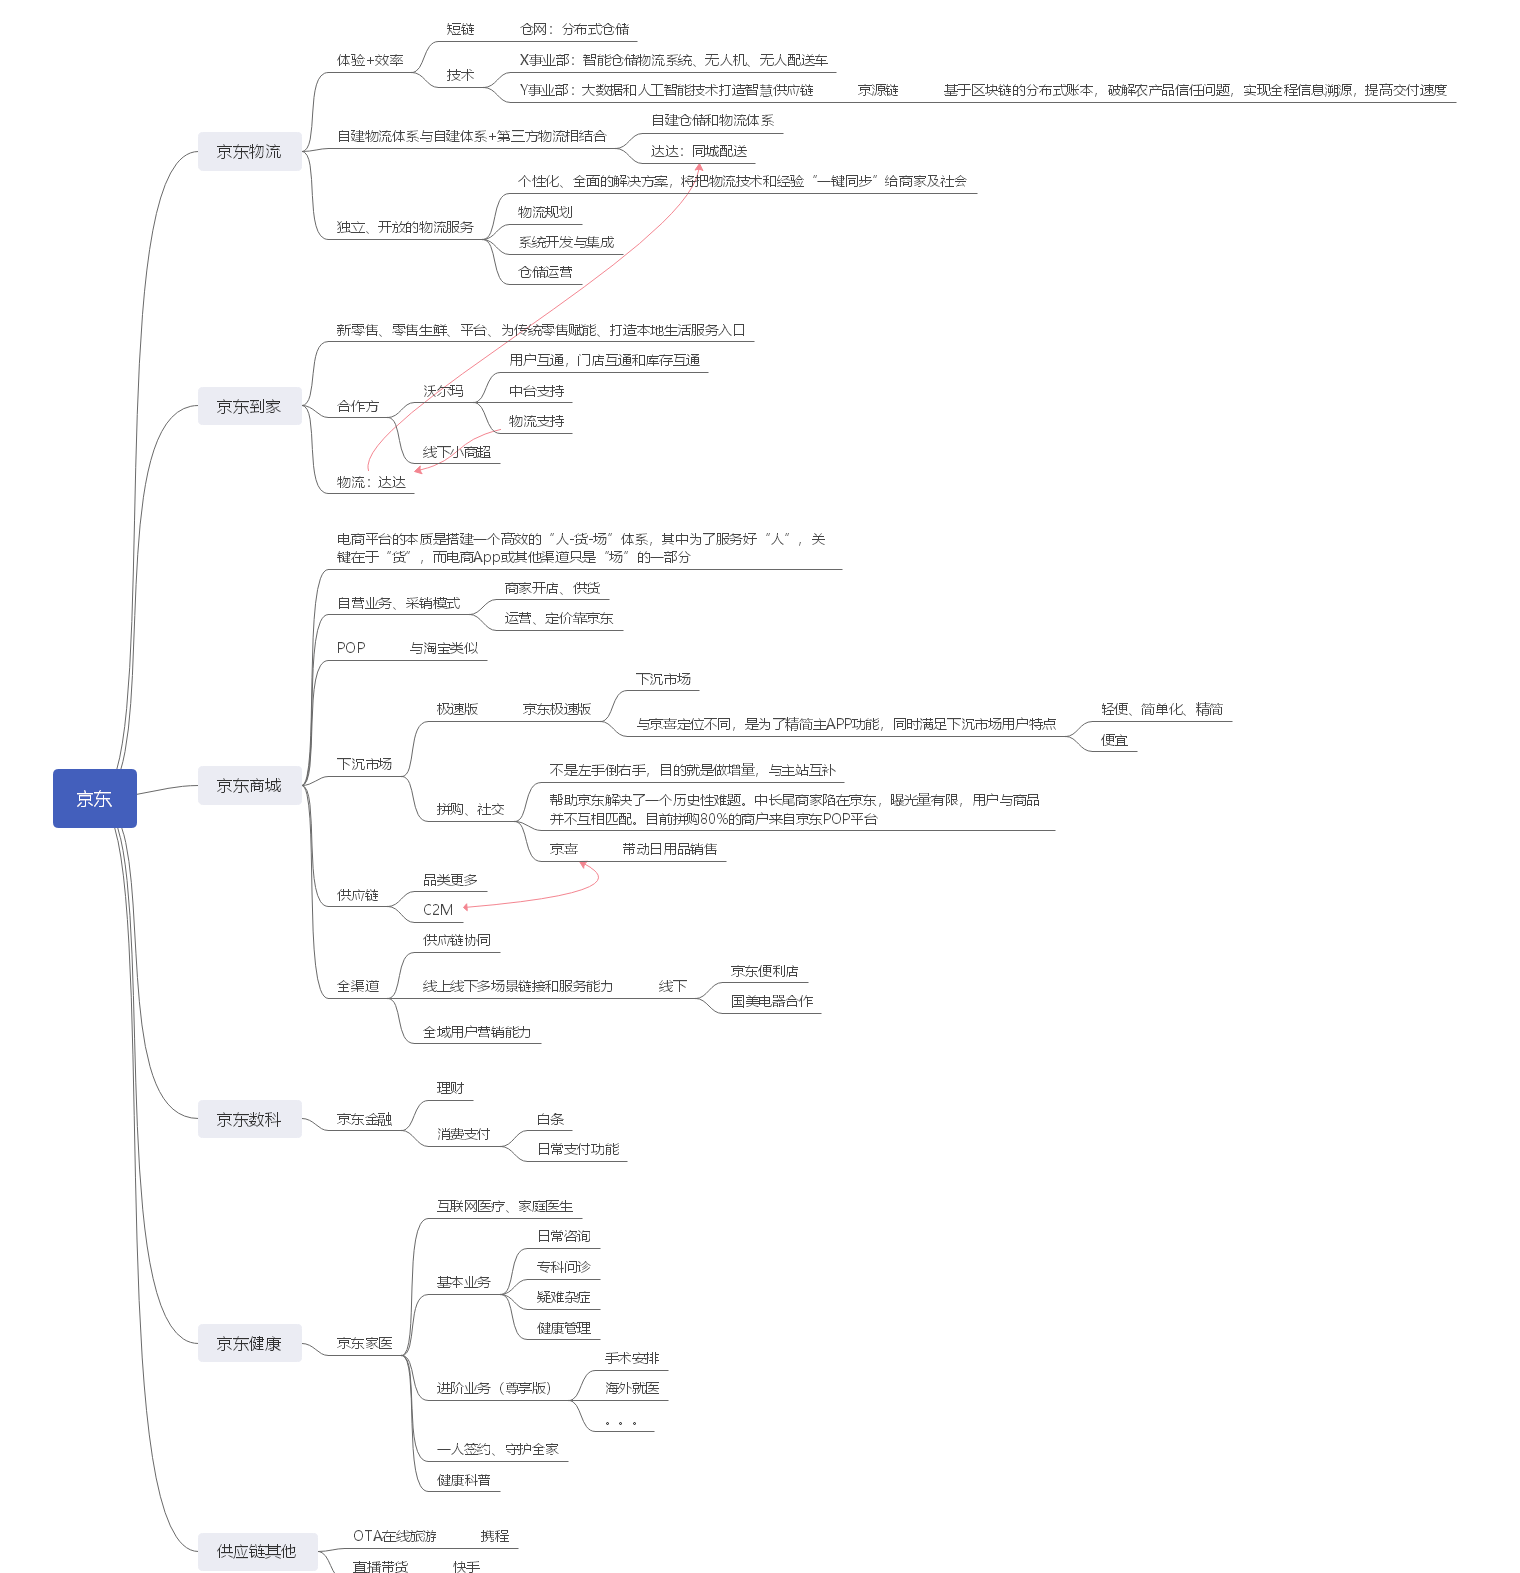 京东
京东物流
体验+效率
短链
仓网：分布式仓储
技术
X事业部：智能仓储物流系统、无人机、无人配送车
Y事业部：大数据和人工智能技术打造智慧供应链
京源链
基于区块链的分布式账本，破解农产品信任问题，实现全程信息溯源，提高交付速度
自建物流体系与自建体系+第三方物流相结合
自建仓储和物流体系
达达：同城配送
独立、开放的物流服务
个性化、全面的解决方案，将把物流技术和经验“一键同步”给商家及社会
物流规划
系统开发与集成
仓储运营
京东到家
新零售、零售生鲜、平台、为传统零售赋能、打造本地生活服务入口
合作方
沃尔玛
用户互通，门店互通和库存互通
中台支持
物流支持
线下小商超
物流：达达
京东商城
电商平台的本质是搭建一个高效的“人-货-场”体系，其中为了服务好“人”，关
键在于“货”，而电商App或其他渠道只是“场”的一部分
自营业务、采销模式
商家开店、供货
运营、定价靠京东
POP
与淘宝类似
下沉市场
极速版
京东极速版
下沉市场
与京喜定位不同，是为了精简主APP功能，同时满足下沉市场用户特点
轻便、简单化、精简
便宜
拼购、社交
不是左手倒右手，目的就是做增量，与主站互补
帮助京东解决了一个历史性难题。中长尾商家陷在京东，曝光量有限，用户与商品
并不互相匹配。目前拼购80%的商户来自京东POP平台
京喜
带动日用品销售
供应链
品类更多
C2M
全渠道
供应链协同
线上线下多场景链接和服务能力
线下
京东便利店
国美电器合作
全域用户营销能力
京东数科
京东金融
理财
消费支付
白条
日常支付功能
京东健康
京东家医
互联网医疗、家庭医生
基本业务
日常咨询
专科问诊
疑难杂症
健康管理
进阶业务（尊享版）
手术安排
海外就医
。。。
一人签约、守护全家
健康科普
供应链其他
OTA在线旅游
携程
直播带货
快手